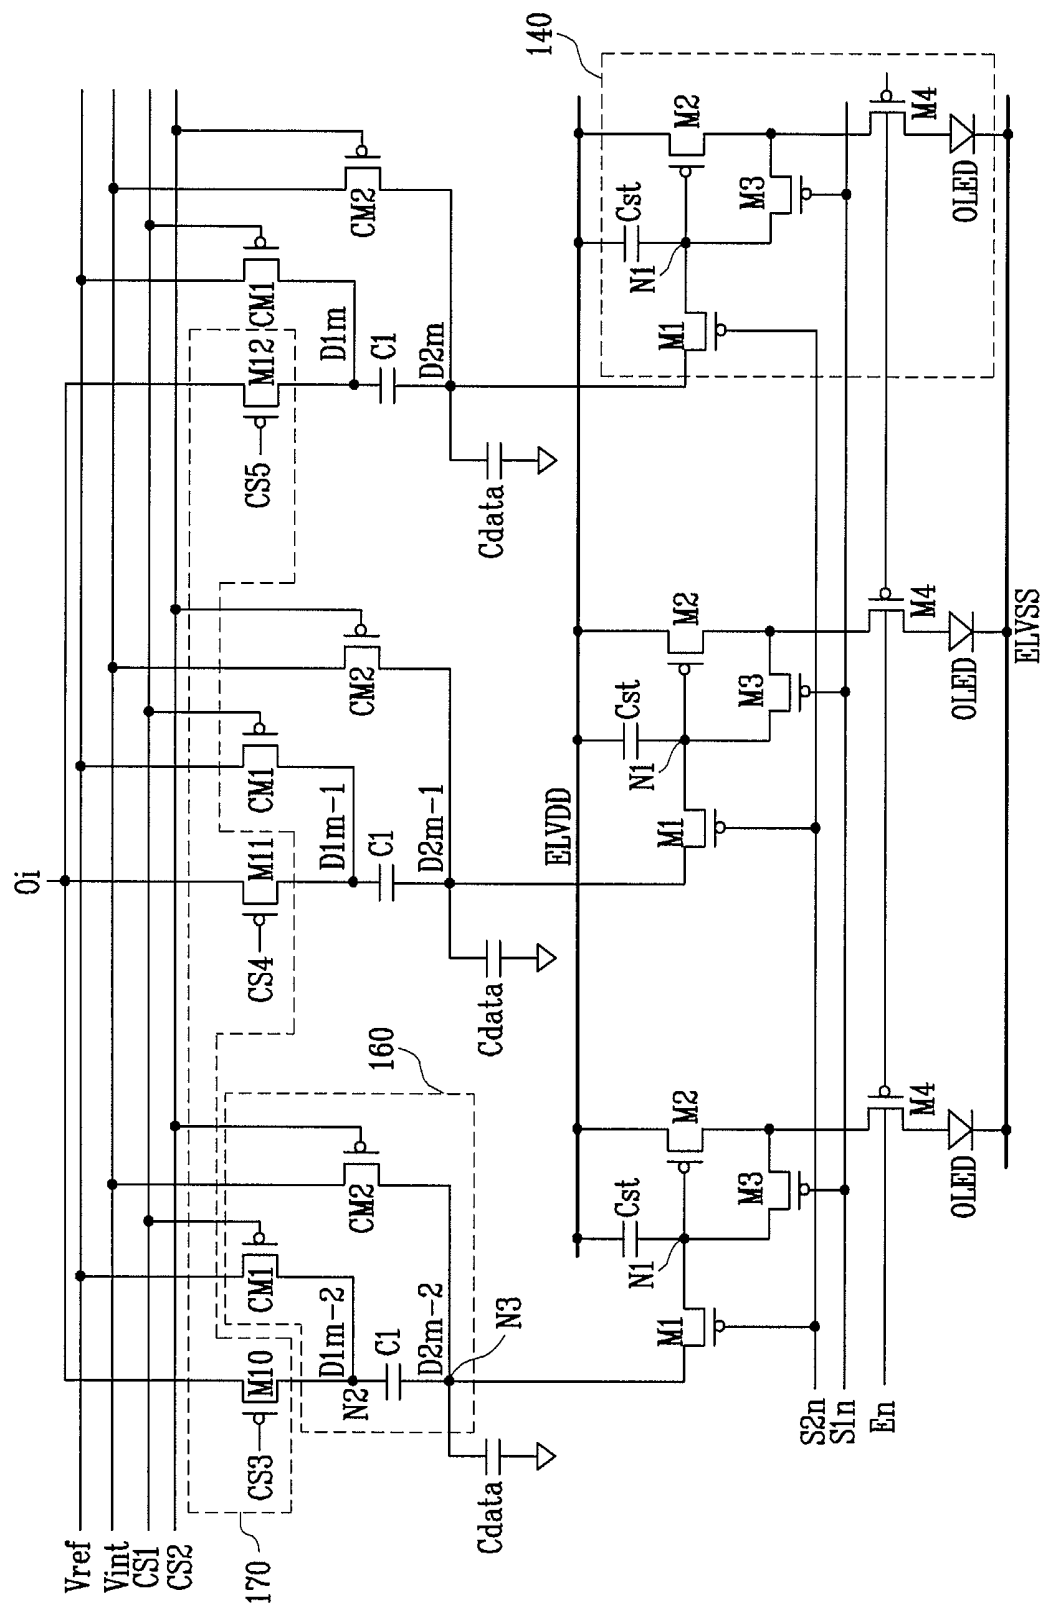 Oi
Vref
Vint
CS1
CS2
170
CS3
M10
CM1
CM2
160
D1m-2
N2
C1
D2m-2
N3
Cdata
CS4
M11
CM1
CM2
D1m-1
C1
D2m-1
Cdata
CS5
M12
CM1
CM2
D1m
C1
D2m
Cdata
140
ELVDD
M1
N1
Cst
M2
M3
M4
OLED
M1
N1
Cst
M2
M3
M4
OLED
M1
N1
Cst
M2
M3
M4
OLED
S2n
S1n
En
ELVSS